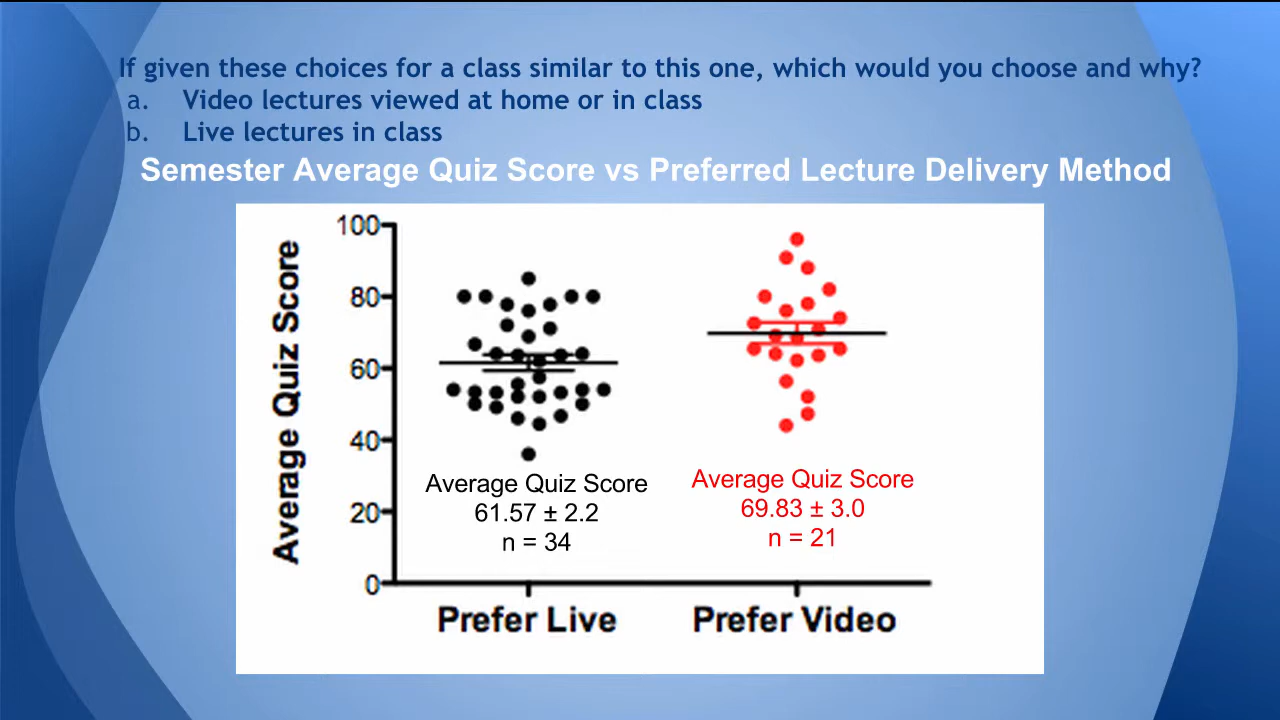 If given these choices for a class similar to this one, which would you choose and why?
a. Video lectures viewed at home or in class
b. Live lectures in class
Semester Average Quiz Score vs Preferred Lecture Delivery Method
Average Quiz Score
100
80
60
40
20
0
Average Quiz Score
61.57 ± 2.2
n = 34
Average Quiz Score
69.83 ± 3.0
n = 21
Prefer Live
Prefer Video